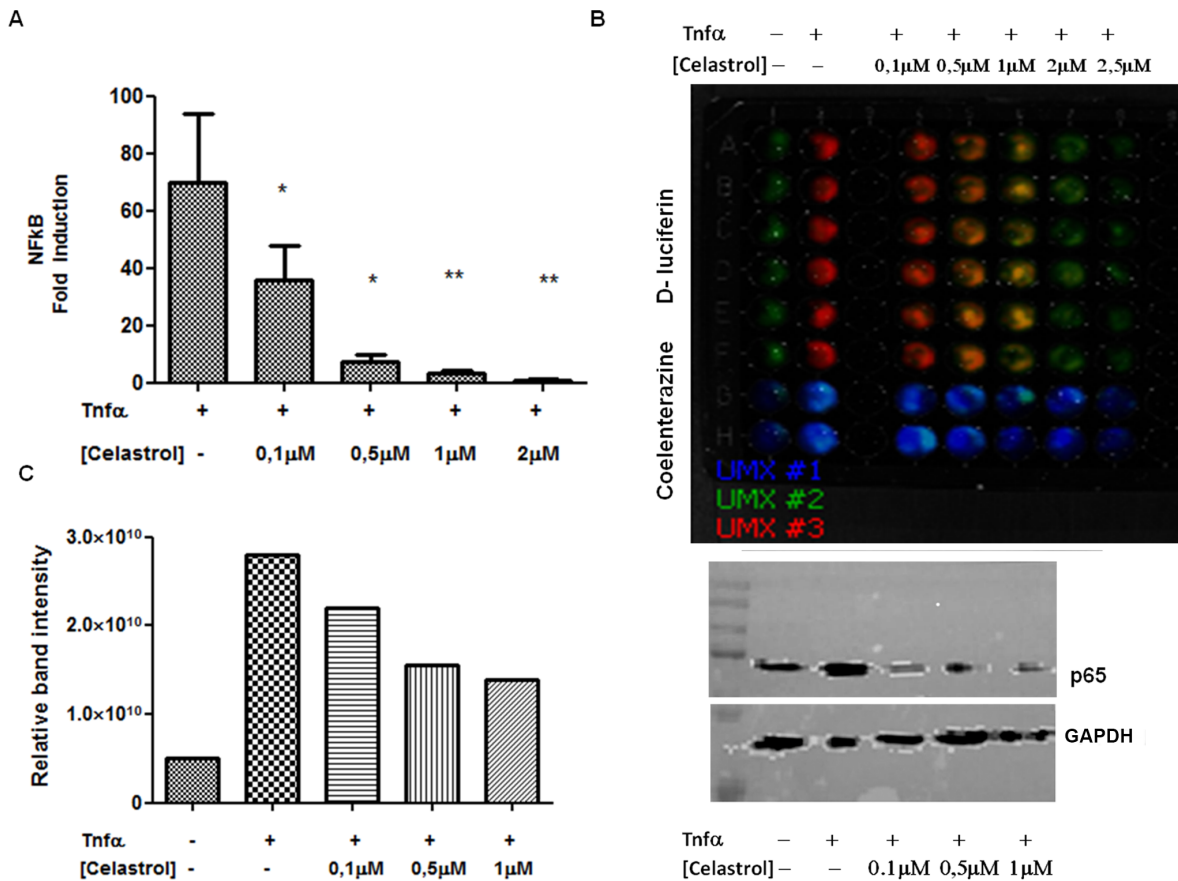 A
100
80
60
40
20
0
NFkB
Fold Induction
*
*
**
**
Tnfα + + + + +
[Celastrol] - 0,1µM 0,5µM 1µM 2µM
B
Tnfα – + + + + + +
[Celastrol] – – 0,1µM 0,5µM 1µM 2µM 2,5µM
D- luciferin
Coelenterazine
A
B
C
D
E
F
G
H
UMX #1
UMX #2
UMX #3
p65
GAPDH
Tnfα – + + + +
[Celastrol] – – 0.1µM 0,5µM 1µM
C
3.0×10¹⁰
2.0×10¹⁰
1.0×10¹⁰
0
Relative band intensity
Tnfα - + + + +
[Celastrol] - - 0,1µM 0,5µM 1µM